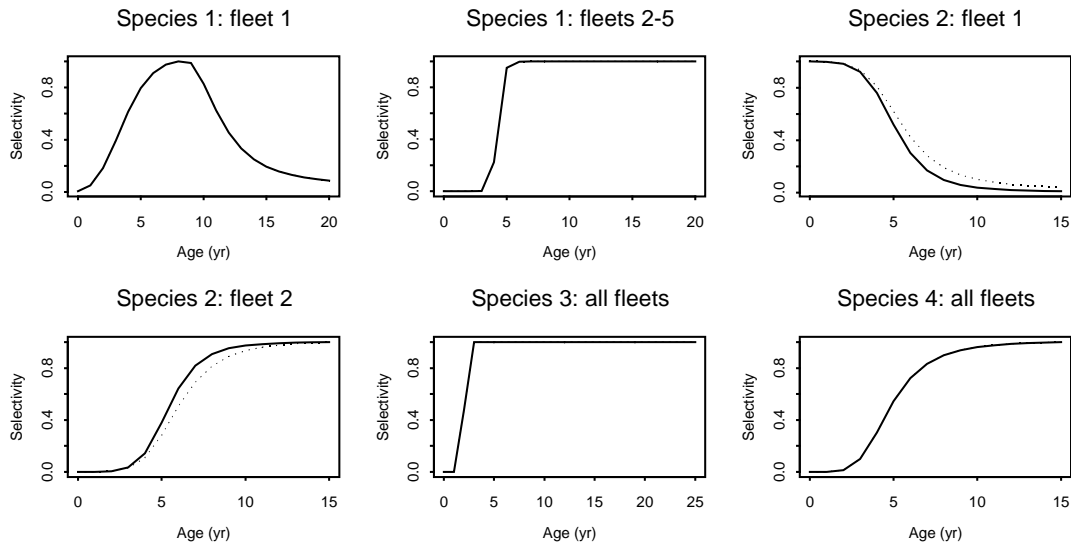 Species 1: fleet 1
Species 1: fleets 2-5
Species 2: fleet 1
Selectivity
0.0 0.4 0.8
0 5 10 15 20
Age (yr)
Selectivity
0.0 0.4 0.8
0 5 10 15 20
Age (yr)
Selectivity
0.0 0.4 0.8
0 5 10 15
Age (yr)
Species 2: fleet 2
Species 3: all fleets
Species 4: all fleets
Selectivity
0.0 0.4 0.8
0 5 10 15
Age (yr)
Selectivity
0.0 0.4 0.8
0 5 10 15 20 25
Age (yr)
Selectivity
0.0 0.4 0.8
0 5 10 15
Age (yr)